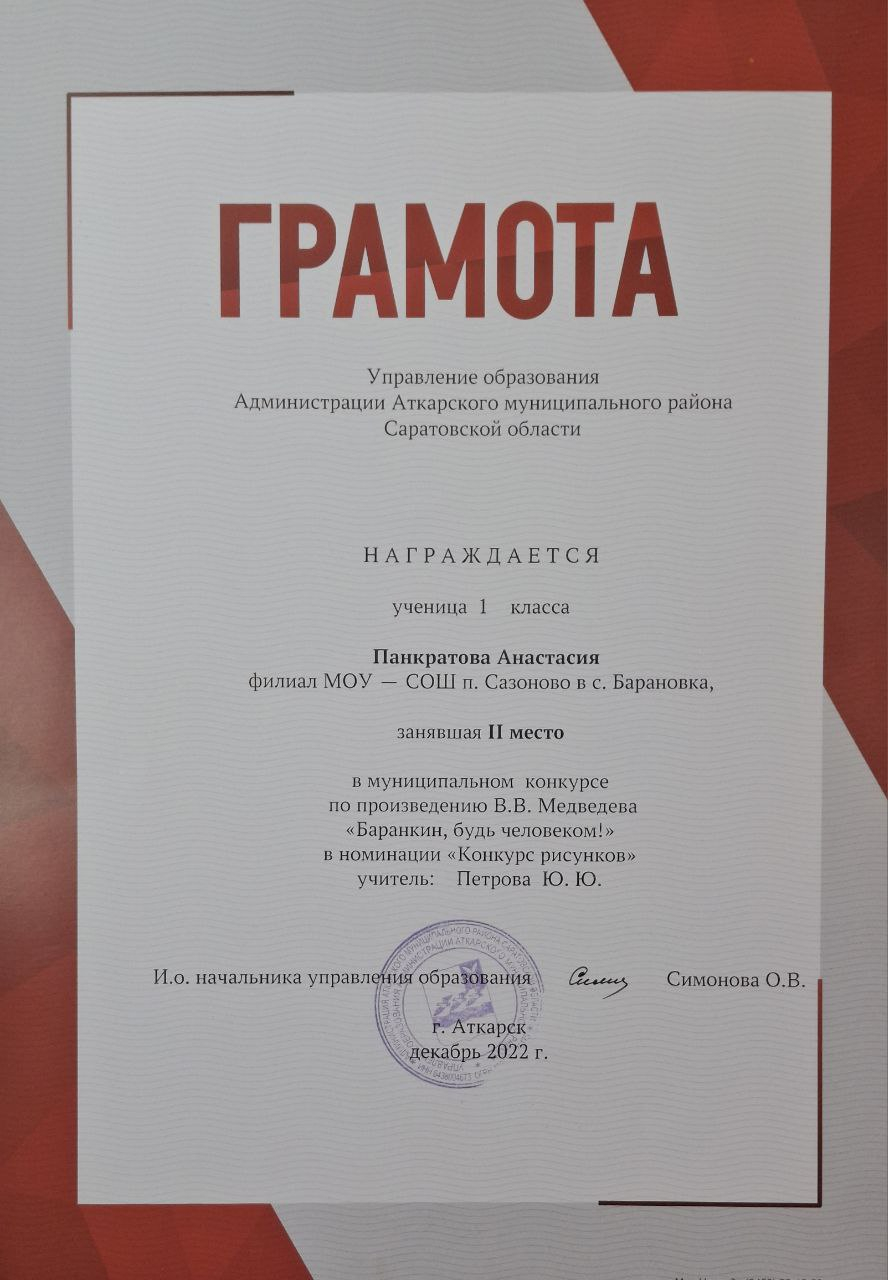 ГРАМОТА
Управление образования
Администрации Аткарского муниципального района
Саратовской области
НАГРАЖДАЕТСЯ
ученица 1 класса
Панкратова Анастасия
филиал МОУ — СОШ п. Сазоново в с. Барановка,
занявшая II место
в муниципальном конкурсе
по произведению В.В. Медведева
«Баранкин, будь человеком!»
в номинации «Конкурс рисунков»
учитель: Петрова Ю. Ю.
И.о. начальника управления образования Симонова О.В.
г. Аткарск
декабрь 2022 г.